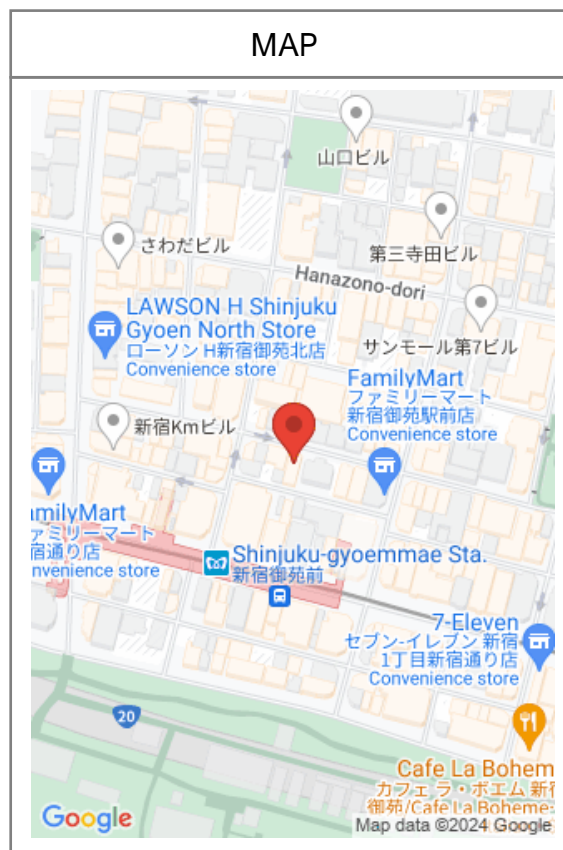 MAP
山口ビル
さわだビル
第三寺田ビル
Hanazono-dori
LAWSON H Shinjuku
Gyoen North Store
ローソン H新宿御苑北店
Convenience store
サンモール第7ビル
FamilyMart
ファミリーマート
新宿御苑駅前店
Convenience store
新宿Kmビル
amilyMart
ァミリーマート
宿通り店
nvenience store
Shinjuku-gyoemmae Sta.
新宿御苑前
7-Eleven
セブン-イレブン 新宿
1丁目新宿通り店
Convenience store
20
Cafe La Bohem
カフェ ラ・ボエム 新宿
御苑/Cafe La Boheme
Google
Map data ©2024 Google